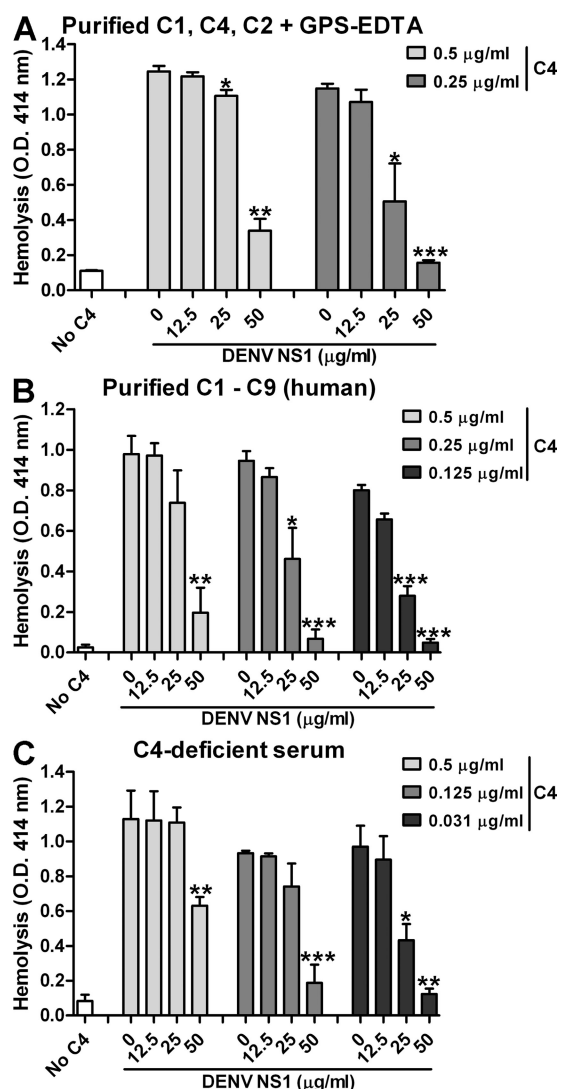 A Purified C1, C4, C2 + GPS-EDTA
0.5 μg/ml
0.25 μg/ml
C4
Hemolysis (O.D. 414 nm)
1.4
1.2
1.0
0.8
0.6
0.4
0.2
0.0
*
**
*
***
No C4 0 12.5 25 50 0 12.5 25 50
DENV NS1 (μg/ml)
B Purified C1 - C9 (human)
0.5 μg/ml
0.25 μg/ml
0.125 μg/ml
C4
Hemolysis (O.D. 414 nm)
1.2
1.0
0.8
0.6
0.4
0.2
0.0
**
*
***
***
***
No C4 0 12.5 25 50 0 12.5 25 50 0 12.5 25 50
DENV NS1 (μg/ml)
C C4-deficient serum
0.5 μg/ml
0.125 μg/ml
0.031 μg/ml
C4
Hemolysis (O.D. 414 nm)
1.4
1.2
1.0
0.8
0.6
0.4
0.2
0.0
**
***
*
**
No C4 0 12.5 25 50 0 12.5 25 50 0 12.5 25 50
DENV NS1 (μg/ml)